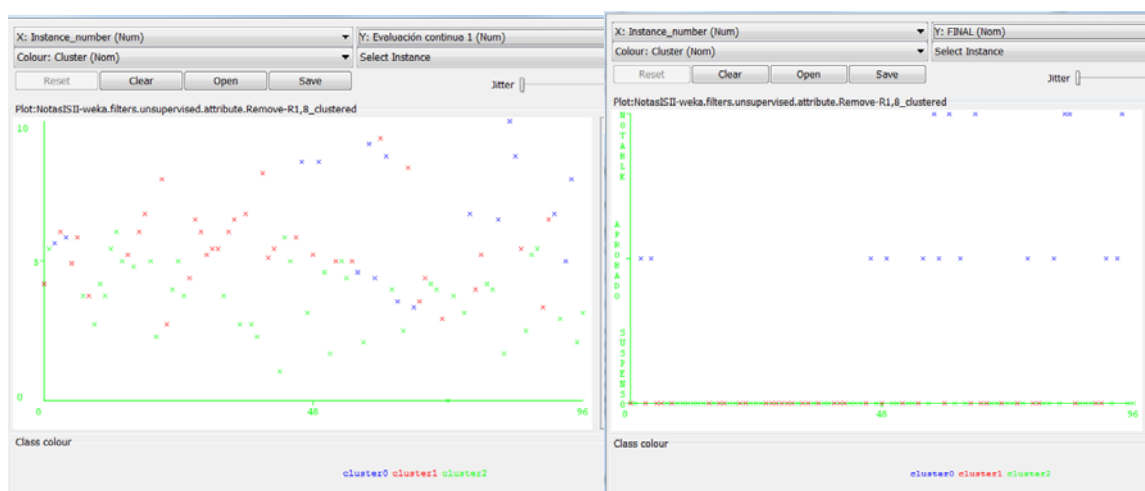 X: Instance_number (Num)
Y: Evaluación continua 1 (Num)
Colour: Cluster (Nom)
Select Instance
Reset
Clear
Open
Save
Jitter
Plot:NotasISII-weka.filters.unsupervised.attribute.Remove-R1,8_clustered
10
5
0
0
48
96
Class colour
cluster0 cluster1 cluster2
X: Instance_number (Num)
Y: FINAL (Nom)
Colour: Cluster (Nom)
Select Instance
Reset
Clear
Open
Save
Jitter
Plot:NotasISII-weka.filters.unsupervised.attribute.Remove-R1,8_clustered
NOTABLE
APROBADO
SUSPENSO
0
48
96
Class colour
cluster0 cluster1 cluster2